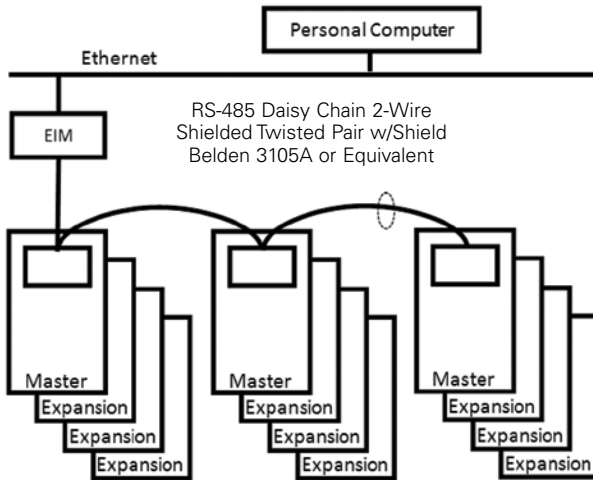 Personal Computer
Ethernet
EIM
RS-485 Daisy Chain 2-Wire
Shielded Twisted Pair w/Shield
Belden 3105A or Equivalent
Master
Expansion
Expansion
Expansion
Master
Expansion
Expansion
Expansion
Master
Expansion
Expansion
Expansion